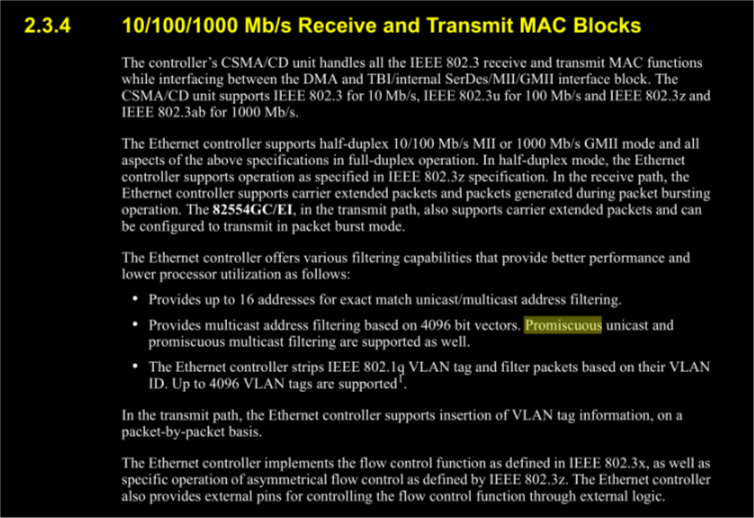 2.3.4 10/100/1000 Mb/s Receive and Transmit MAC Blocks
The controller's CSMA/CD unit handles all the IEEE 802.3 receive and transmit MAC functions
while interfacing between the DMA and TBI/internal SerDes/MII/GMII interface block. The
CSMA/CD unit supports IEEE 802.3 for 10 Mb/s, IEEE 802.3u for 100 Mb/s and IEEE 802.3z and
IEEE 802.3ab for 1000 Mb/s.
The Ethernet controller supports half-duplex 10/100 Mb/s MII or 1000 Mb/s GMII mode and all
aspects of the above specifications in full-duplex operation. In half-duplex mode, the Ethernet
controller supports operation as specified in IEEE 802.3z specification. In the receive path, the
Ethernet controller supports carrier extended packets and packets generated during packet bursting
operation. The 82554GC/EI, in the transmit path, also supports carrier extended packets and can
be configured to transmit in packet burst mode.
The Ethernet controller offers various filtering capabilities that provide better performance and
lower processor utilization as follows:
• Provides up to 16 addresses for exact match unicast/multicast address filtering.
• Provides multicast address filtering based on 4096 bit vectors. Promiscuous unicast and
promiscuous multicast filtering are supported as well.
• The Ethernet controller strips IEEE 802.1q VLAN tag and filter packets based on their VLAN
ID. Up to 4096 VLAN tags are supported¹.
In the transmit path, the Ethernet controller supports insertion of VLAN tag information, on a
packet-by-packet basis.
The Ethernet controller implements the flow control function as defined in IEEE 802.3x, as well as
specific operation of asymmetrical flow control as defined by IEEE 802.3z. The Ethernet controller
also provides external pins for controlling the flow control function through external logic.